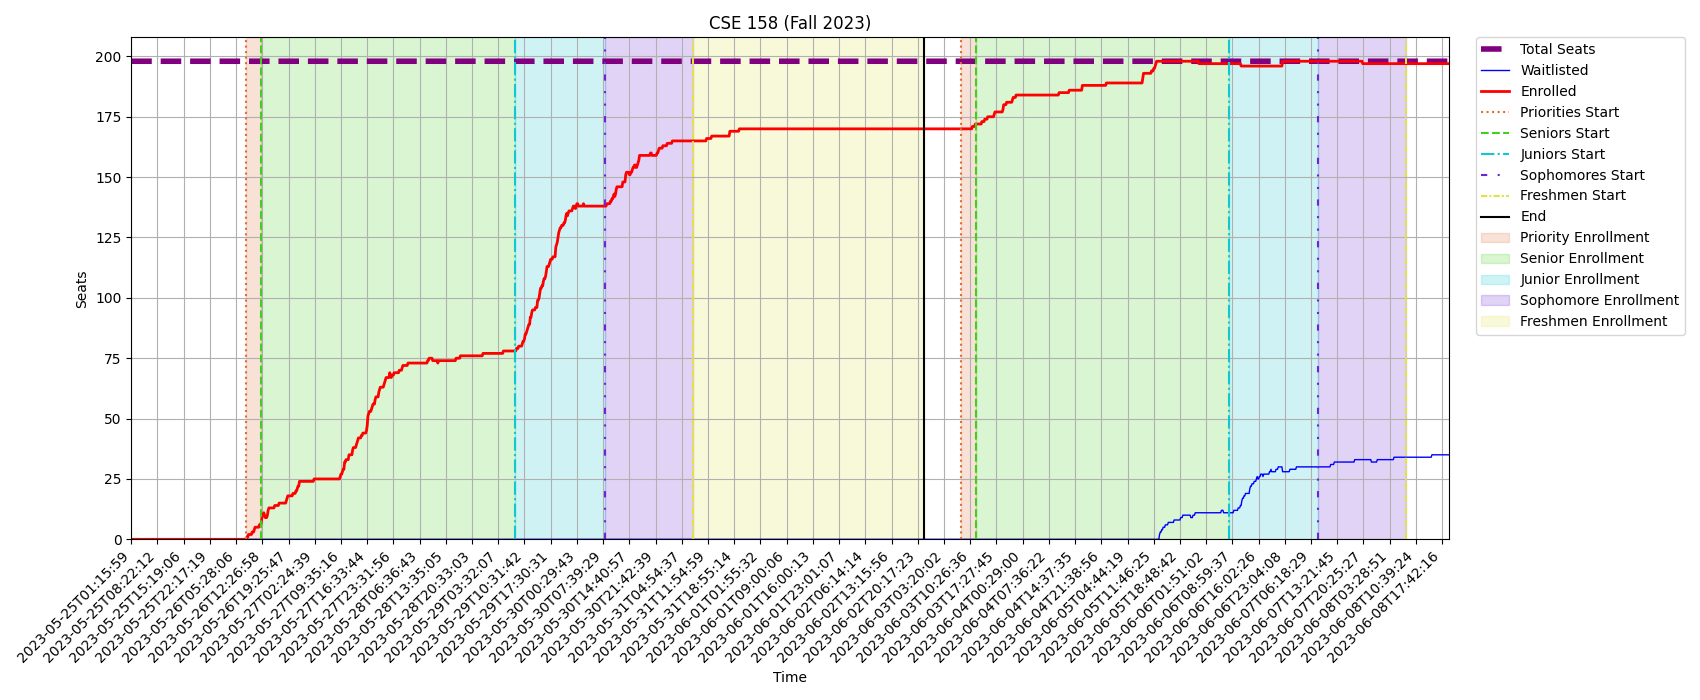 CSE 158 (Fall 2023)
Seats
200
175
150
125
100
75
50
25
0
2023-05-25T01:15:59
2023-05-25T08:22:12
2023-05-25T15:19:06
2023-05-25T22:17:19
2023-05-26T05:28:06
2023-05-26T12:26:58
2023-05-26T19:25:47
2023-05-27T02:24:39
2023-05-27T09:35:16
2023-05-27T16:33:44
2023-05-27T23:31:56
2023-05-28T06:36:43
2023-05-28T13:35:05
2023-05-28T20:33:03
2023-05-29T03:32:07
2023-05-29T10:31:42
2023-05-29T17:30:31
2023-05-30T00:29:43
2023-05-30T07:39:29
2023-05-30T14:40:57
2023-05-30T21:42:39
2023-05-31T04:54:37
2023-05-31T11:54:59
2023-05-31T18:55:14
2023-06-01T01:55:32
2023-06-01T09:00:06
2023-06-01T16:00:13
2023-06-01T23:01:07
2023-06-02T06:14:14
2023-06-02T13:15:56
2023-06-02T20:17:23
2023-06-03T03:20:02
2023-06-03T10:26:36
2023-06-03T17:27:45
2023-06-04T00:29:00
2023-06-04T07:36:22
2023-06-04T14:37:35
2023-06-04T21:38:56
2023-06-05T04:44:19
2023-06-05T11:46:25
2023-06-05T18:48:42
2023-06-06T01:51:02
2023-06-06T08:59:37
2023-06-06T16:02:26
2023-06-06T23:04:08
2023-06-07T06:18:29
2023-06-07T13:21:45
2023-06-07T20:25:27
2023-06-08T03:28:51
2023-06-08T10:39:24
2023-06-08T17:42:16
Time
Total Seats
Waitlisted
Enrolled
Priorities Start
Seniors Start
Juniors Start
Sophomores Start
Freshmen Start
End
Priority Enrollment
Senior Enrollment
Junior Enrollment
Sophomore Enrollment
Freshmen Enrollment